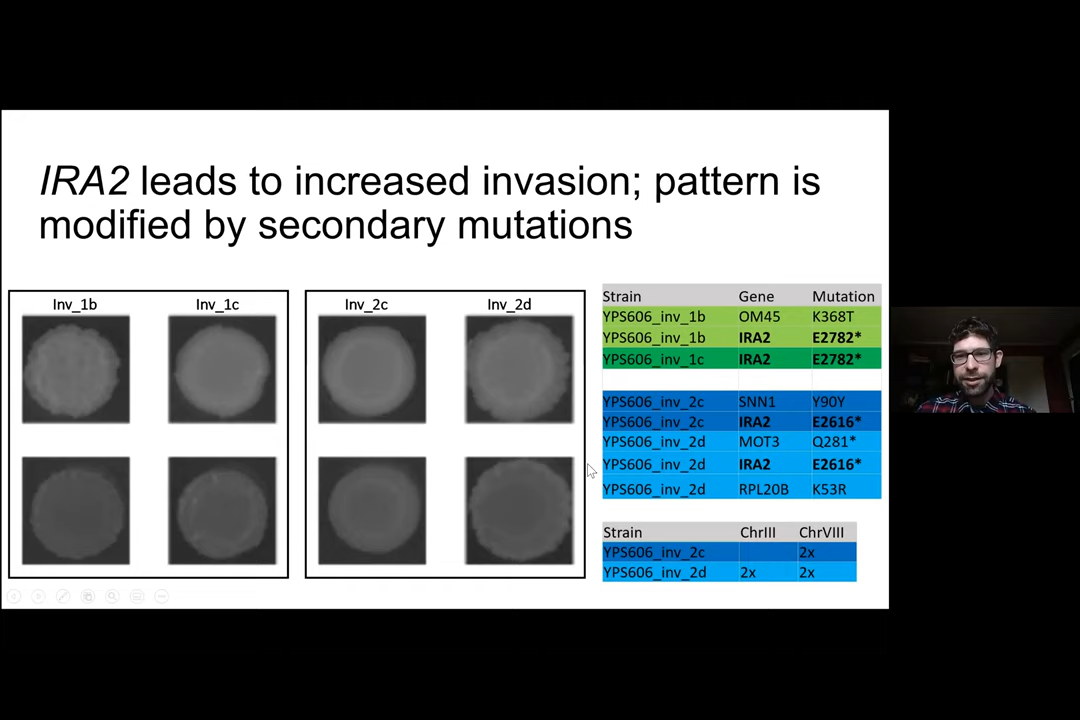 IRA2 leads to increased invasion; pattern is
modified by secondary mutations
Inv_1b Inv_1c
Inv_2c Inv_2d
Strain Gene Mutation
YPS606_inv_1b OM45 K368T
YPS606_inv_1b IRA2 E2782*
YPS606_inv_1c IRA2 E2782*
YPS606_inv_2c SNN1 Y90Y
YPS606_inv_2c IRA2 E2616*
YPS606_inv_2d MOT3 Q281*
YPS606_inv_2d IRA2 E2616*
YPS606_inv_2d RPL20B K53R
Strain ChrIII ChrVIII
YPS606_inv_2c 2x
YPS606_inv_2d 2x 2x